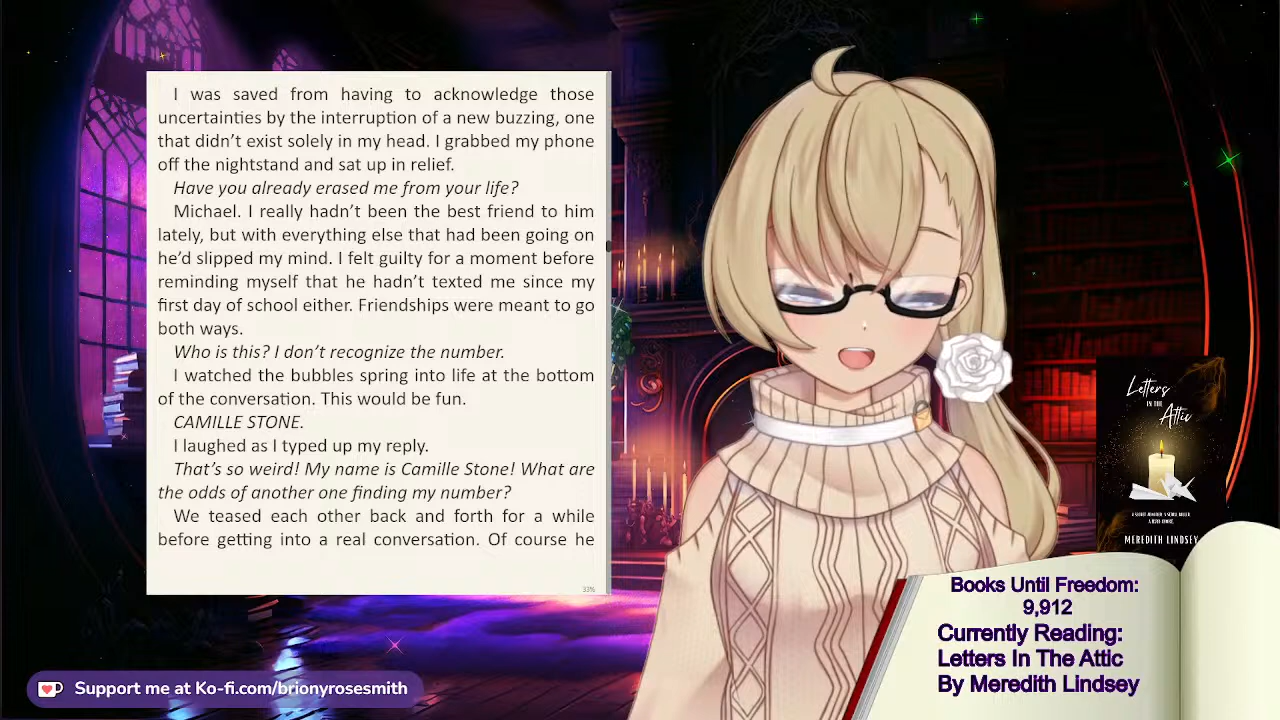 I was saved from having to acknowledge those
uncertainties by the interruption of a new buzzing, one
that didn’t exist solely in my head. I grabbed my phone
off the nightstand and sat up in relief.
Have you already erased me from your life?
Michael. I really hadn’t been the best friend to him
lately, but with everything else that had been going on
he’d slipped my mind. I felt guilty for a moment before
reminding myself that he hadn’t texted me since my
first day of school either. Friendships were meant to go
both ways.
Who is this? I don’t recognize the number.
I watched the bubbles spring into life at the bottom
of the conversation. This would be fun.
CAMILLE STONE.
I laughed as I typed up my reply.
That’s so weird! My name is Camille Stone! What are
the odds of another one finding my number?
We teased each other back and forth for a while
before getting into a real conversation. Of course he
33%
Letters
IN THE
Attic
MEREDITH LINDSEY
Books Until Freedom:
9,912
Currently Reading:
Letters In The Attic
By Meredith Lindsey
Support me at Ko-fi.com/brionyrosesmith